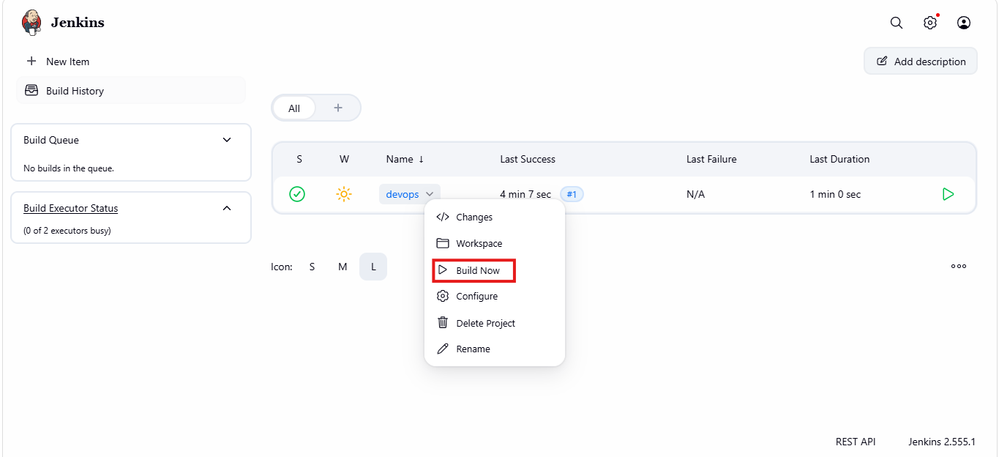 Jenkins
New Item
Add description
Build History
All +
Build Queue
No builds in the queue.
Build Executor Status
(0 of 2 executors busy)
S W Name ↓ Last Success Last Failure Last Duration
devops 4 min 7 sec #1 N/A 1 min 0 sec
Changes
Workspace
Build Now
Configure
Delete Project
Rename
Icon: S M L
REST API Jenkins 2.555.1